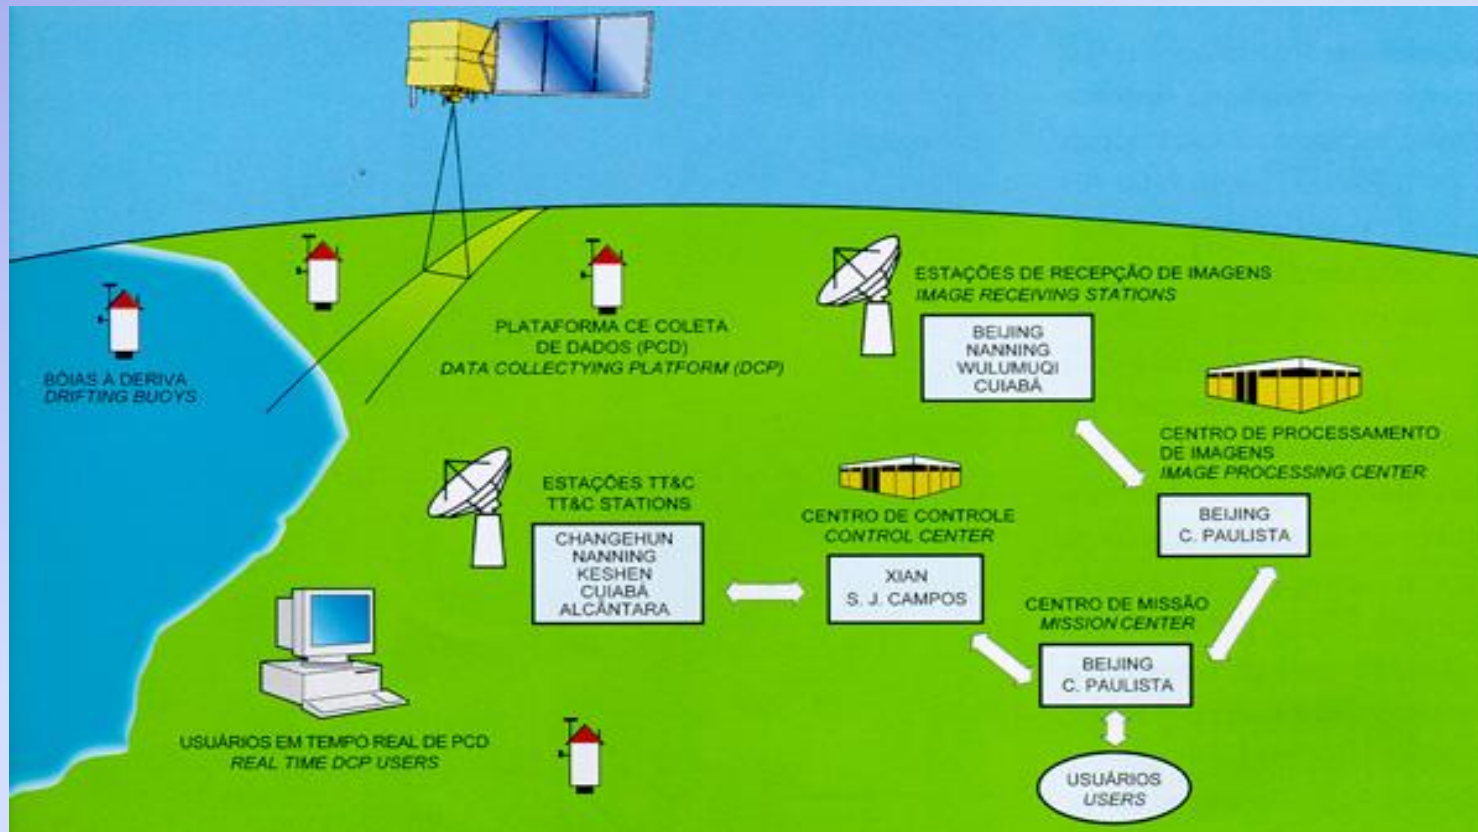 BÓIAS À DERIVA
DRIFTING BUOYS
PLATAFORMA CE COLETA
DE DADOS (PCD)
DATA COLLECTYING PLATFORM (DCP)
ESTAÇÕES DE RECEPÇÃO DE IMAGENS
IMAGE RECEIVING STATIONS
BEIJING
NANNING
WULUMUQI
CUIABÁ
CENTRO DE PROCESSAMENTO
DE IMAGENS
IMAGE PROCESSING CENTER
BEIJING
C. PAULISTA
ESTAÇÕES TT&C
TT&C STATIONS
CHANGEHUN
NANNING
KESHEN
CUIABÁ
ALCÂNTARA
CENTRO DE CONTROLE
CONTROL CENTER
XIAN
S. J. CAMPOS
CENTRO DE MISSÃO
MISSION CENTER
BEIJING
C. PAULISTA
USUÁRIOS EM TEMPO REAL DE PCD
REAL TIME DCP USERS
USUÁRIOS
USERS